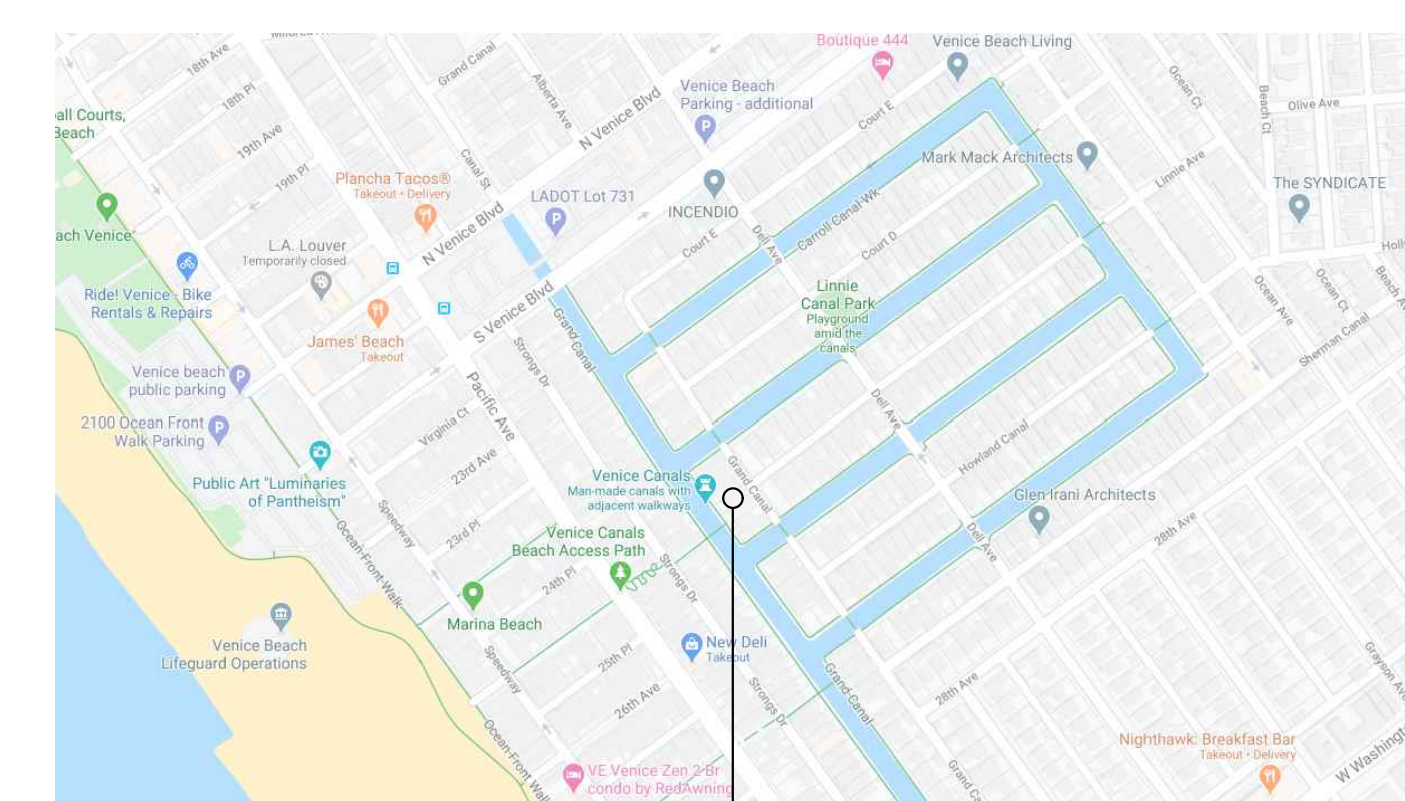 Boutique 444
Venice Beach Living
18th Ave
Grand Canal
Ocean Ct
Venice Beach
Parking - additional
18th Pl
Alberta Ave
N Venice Blvd
Court E
Beach Ct
Olive Ave
all Courts,
Beach
19th Ave
Canal St
Mark Mack Architects
Linnie Ave
19th Pl
Plancha Tacos®
Takeout • Delivery
LADOT Lot 731
INCENDIO
The SYNDICATE
ach Venice
N Venice Blvd
Court E
Dell Ave
Carroll Canal Wk
Court D
L.A. Louver
Temporarily closed
Holl
Ride! Venice - Bike
Rentals & Repairs
S Venice Blvd
Linnie
Canal Park
Playground
amid the
canals
Ocean Ave
Ocean Ct
Beach A
James' Beach
Takeout
Grand Canal
Strongs Dr
Sherman Canal
Venice beach
public parking
Pacific Ave
Dell Ave
2100 Ocean Front
Walk Parking
Virginia Ct
Howland Canal
23rd Ave
Grand Canal
Public Art "Luminaries
of Pantheism"
Venice Canals
Man-made canals with
adjacent walkways
Glen Irani Architects
Speedway
23rd Pl
Venice Canals
Beach Access Path
28th Ave
Dell Ave
Ocean Front Walk
24th Pl
Strongs Dr
Marina Beach
Venice Beach
Lifeguard Operations
New Deli
Takeout
Speedway
25th Pl
Grayson Av
26th Ave
Strongs Dr
Grand Canal
28th Ave
Ocean Front Wal
Nighthawk: Breakfast Bar
Takeout • Delivery
W Washingt
VE Venice Zen 2 Br
condo by RedAwning
Grand C